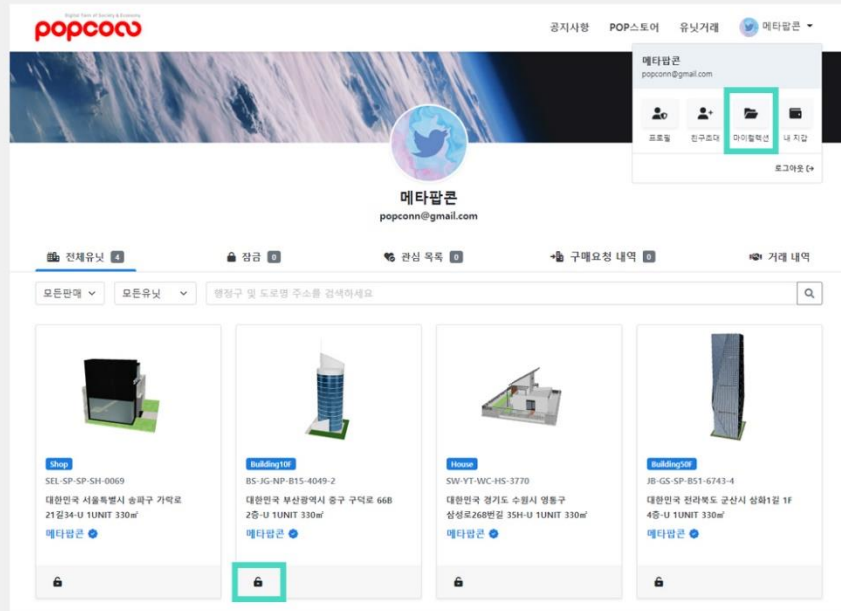 Digital Twin of Society & Economy
popcon
공지사항 POP스토어 유닛거래 메타팝콘
메타팝콘
popconn@gmail.com
프로필 친구초대 마이컬렉션 내 지갑
로그아웃
메타팝콘
popconn@gmail.com
전체유닛 4 잠금 0 관심 목록 0 구매요청 내역 0 거래 내역
모든판매 모든유닛 행정구 및 도로명 주소를 검색하세요
Shop
SEL-SP-SP-SH-0069
대한민국 서울특별시 송파구 가락로
21길34-U 1UNIT 330㎡
메타팝콘
Building10F
BS-JG-NP-B15-4049-2
대한민국 부산광역시 중구 구덕로 66B
2층-U 1UNIT 330㎡
메타팝콘
House
SW-YT-WC-HS-3770
대한민국 경기도 수원시 영통구
삼성로268번길 35H-U 1UNIT 330㎡
메타팝콘
Building50F
JB-GS-SP-B51-6743-4
대한민국 전라북도 군산시 삼화1길 1F
4층-U 1UNIT 330㎡
메타팝콘